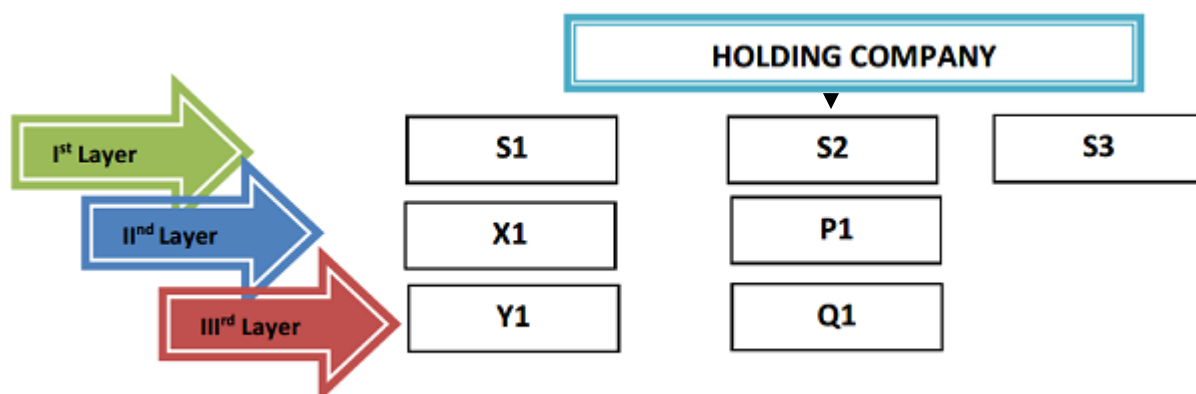 HOLDING COMPANY
Ist Layer
S1
S2
S3
IInd Layer
X1
P1
IIIrd Layer
Y1
Q1